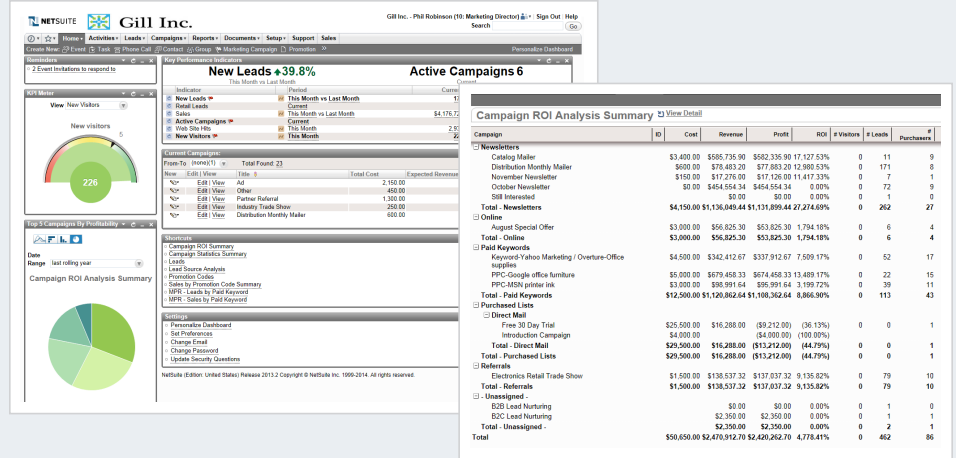 NETSUITE Gill Inc.
Gill Inc. - Phil Robinson (10: Marketing Director) Sign Out Help
Search Go
Home Activities Leads Campaigns Reports Documents Setup Support Sales
Create New: Event Task Phone Call Contact Group Marketing Campaign Promotion » Personalize Dashboard
Reminders
2 Event Invitations to respond to
KPI Meter
View New Visitors
New visitors
5
226
Top 5 Campaigns By Profitability
Date
Range last rolling year
Campaign ROI Analysis Summary
Key Performance Indicators
New Leads 39.8% Active Campaigns 6
This Month vs Last Month Current
Indicator Period
New Leads This Month vs Last Month
Retail Leads Current
Sales This Month vs Last Month
Active Campaigns Current
Web Site Hits This Month
New Visitors This Month
Current Campaigns:
From-To (none)(1) Total Found: 23
New Edit | View Title Total Cost Expected Revenue
Edit | View Ad 2,150.00
Edit | View Other 450.00
Edit | View Partner Referral 1,300.00
Edit | View Industry Trade Show 250.00
Edit | View Distribution Monthly Mailer 600.00
Shortcuts
Campaign ROI Summary
Campaign Statistics Summary
Leads
Lead Source Analysis
Promotion Codes
Sales by Promotion Code Summary
MPR - Leads by Paid Keyword
MPR - Sales by Paid Keyword
Settings
Personalize Dashboard
Set Preferences
Change Email
Change Password
Update Security Questions
NetSuite (Edition: United States) Release 2013.2 Copyright © NetSuite Inc. 1999-2014. All rights reserved.
Campaign ROI Analysis Summary View Detail
Campaign ID Cost Revenue Profit ROI # Visitors # Leads # Purchasers
Newsletters
Catalog Mailer $3,400.00 $585,735.90 $582,335.90 17,127.53% 0 11 9
Distribution Monthly Mailer $600.00 $78,483.20 $77,883.20 12,980.53% 0 171 8
November Newsletter $150.00 $17,276.00 $17,126.00 11,417.33% 0 7 1
October Newsletter $0.00 $454,554.34 $454,554.34 0.00% 0 72 9
Still Interested $0.00 $0.00 0.00% 0 1 0
Total - Newsletters $4,150.00 $1,136,049.44 $1,131,899.44 27,274.69% 0 262 27
Online
August Special Offer $3,000.00 $56,825.30 $53,825.30 1,794.18% 0 6 4
Total - Online $3,000.00 $56,825.30 $53,825.30 1,794.18% 0 6 4
Paid Keywords
Keyword-Yahoo Marketing / Overture-Office supplies $4,500.00 $342,412.67 $337,912.67 7,509.17% 0 52 17
PPC-Google office furniture $5,000.00 $679,458.33 $674,458.33 13,489.17% 0 22 15
PPC-MSN printer ink $3,000.00 $98,991.64 $95,991.64 3,199.72% 0 39 11
Total - Paid Keywords $12,500.00 $1,120,862.64 $1,108,362.64 8,866.90% 0 113 43
Purchased Lists
Direct Mail
Free 30 Day Trial $25,500.00 $16,288.00 ($9,212.00) (36.13%) 0 0 1
Introduction Campaign $4,000.00 ($4,000.00) (100.00%)
Total - Direct Mail $29,500.00 $16,288.00 ($13,212.00) (44.79%) 0 0 1
Total - Purchased Lists $29,500.00 $16,288.00 ($13,212.00) (44.79%) 0 0 1
Referrals
Electronics Retail Trade Show $1,500.00 $138,537.32 $137,037.32 9,135.82% 0 79 10
Total - Referrals $1,500.00 $138,537.32 $137,037.32 9,135.82% 0 79 10
- Unassigned -
B2B Lead Nurturing $0.00 $0.00 0.00% 0 1 0
B2C Lead Nurturing $2,350.00 $2,350.00 0.00% 0 1 1
Total - Unassigned - $2,350.00 $2,350.00 0.00% 0 2 1
Total $50,650.00 $2,470,912.70 $2,420,262.70 4,778.41% 0 462 86